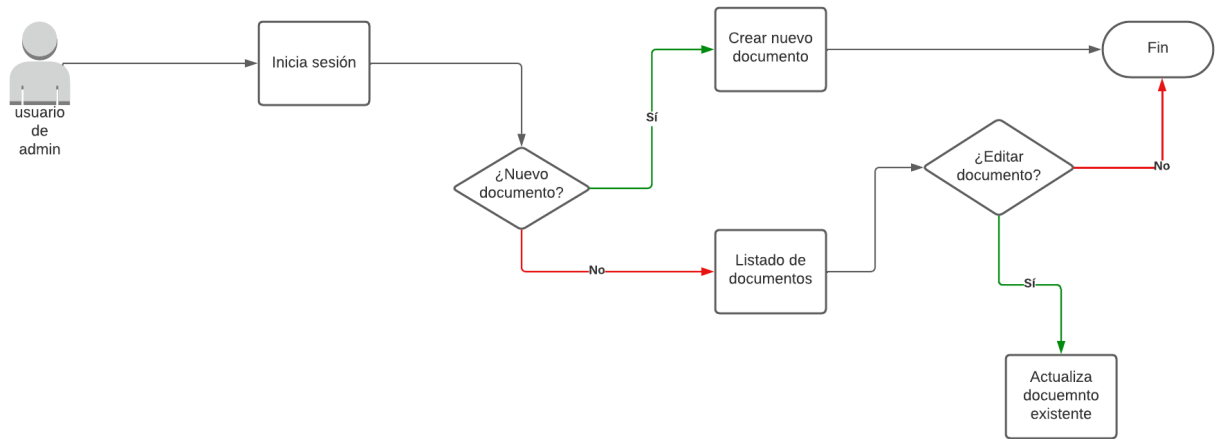 usuario
de
admin
Inicia sesión
¿Nuevo
documento?
Sí
Crear nuevo
documento
Fin
No
Listado de
documentos
¿Editar
documento?
No
Sí
Actualiza
docuemnto
existente